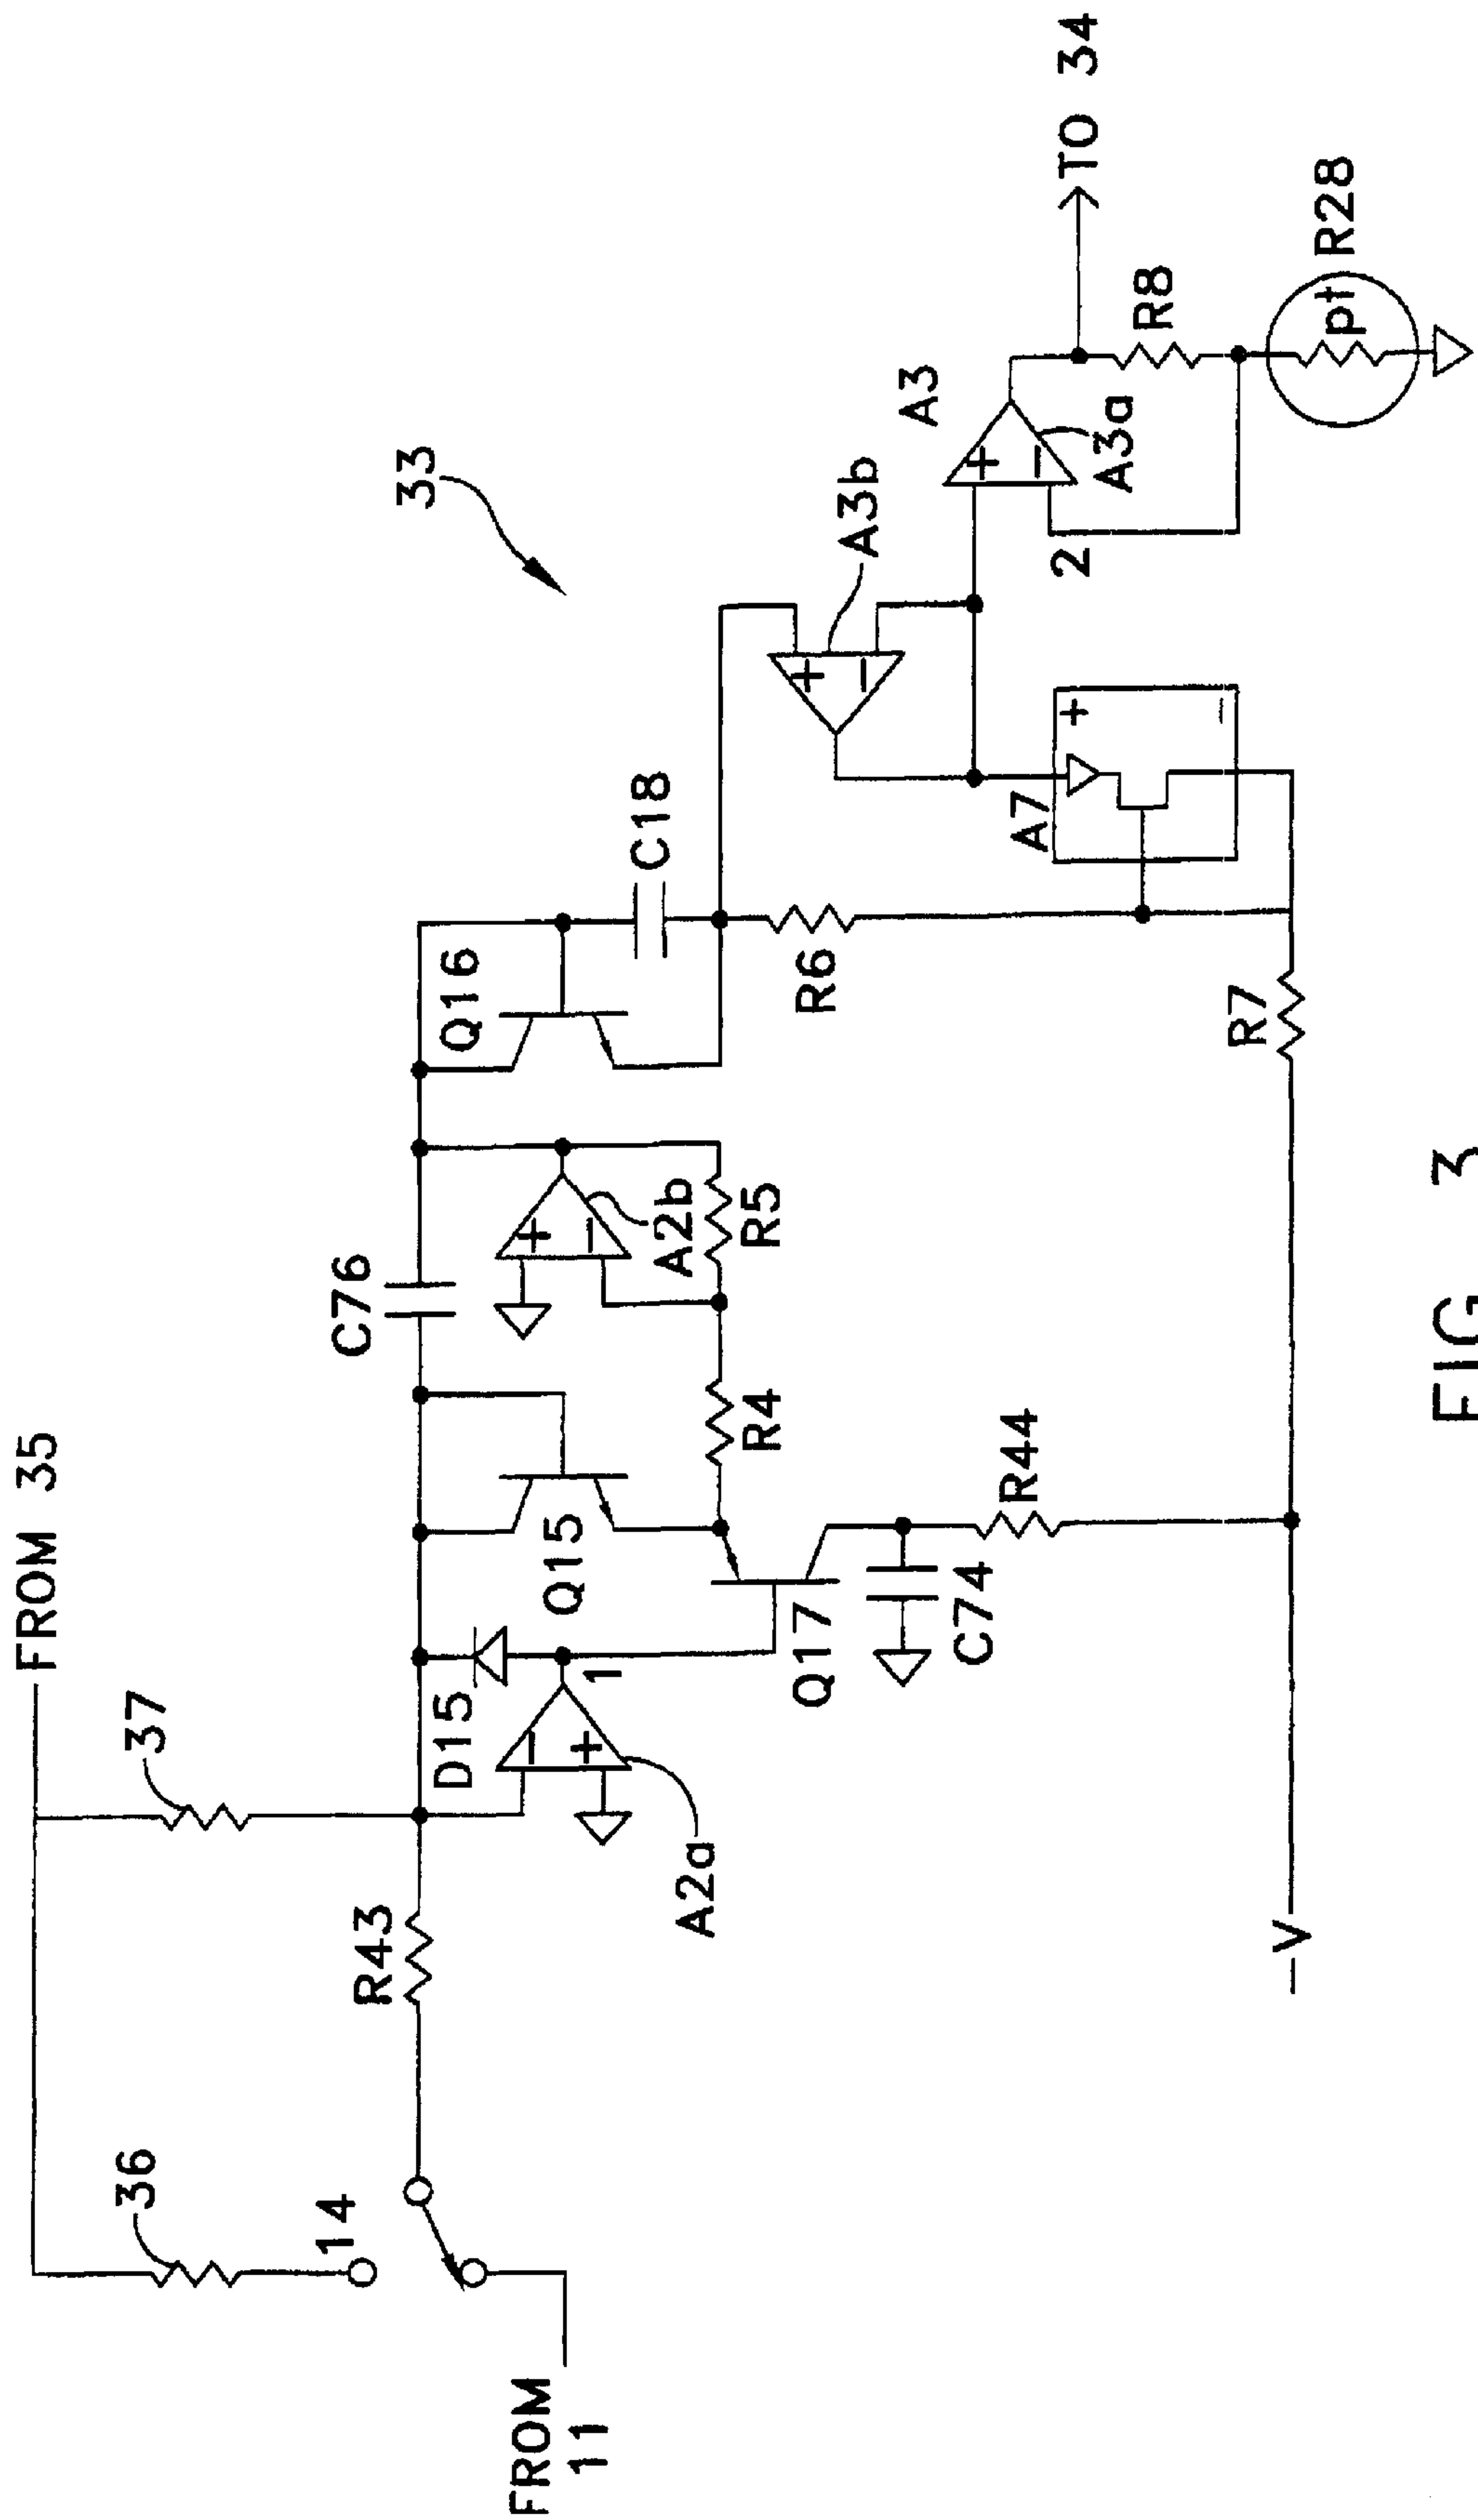 FROM 35
37
36
14
FROM
11
R43
D15
A2a
1
Q15
Q17
C74
R44
R4
C76
A2b
R5
Q16
C18
R6
R7
33
A3b
A3
A3a
2
A7
R8
TO 34
R28
pt
-V
+
-
+
-
+
-
+
-
+
-
FIG 3